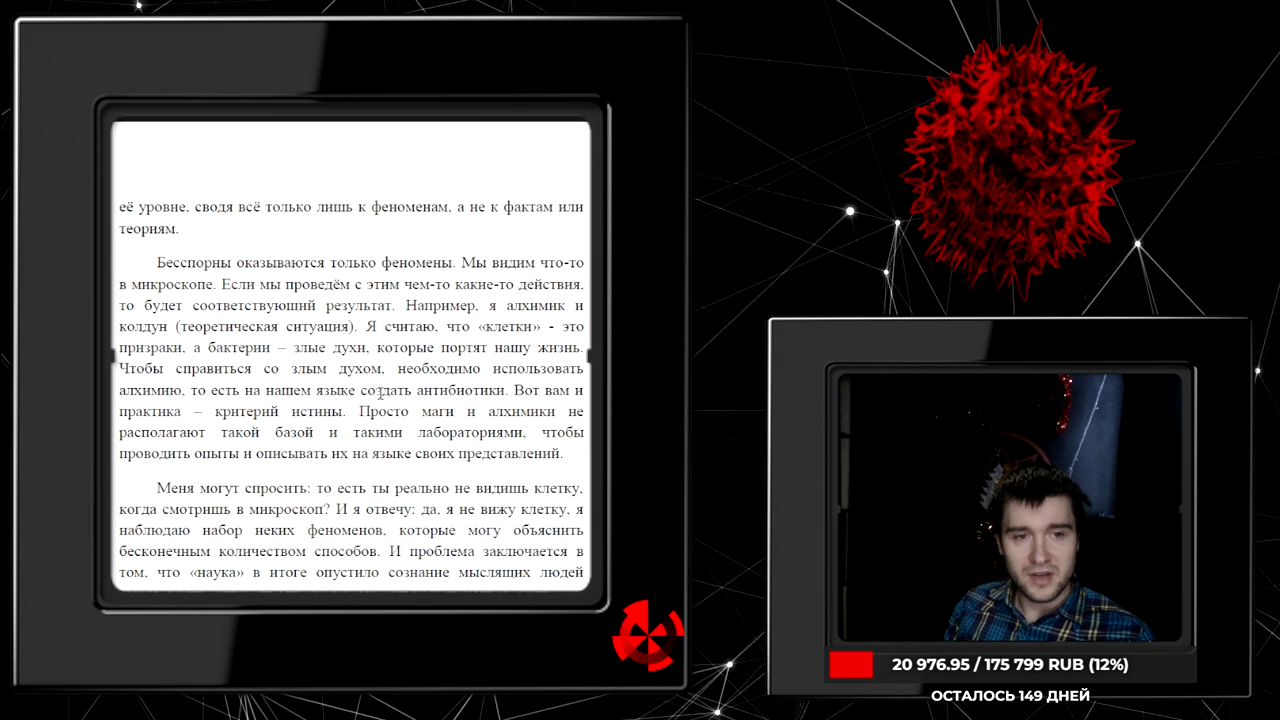 её уровне, сводя всё только лишь к феноменам, а не к фактам или
теориям.
Бесспорны оказываются только феномены. Мы видим что-то
в микроскопе. Если мы проведём с этим чем-то какие-то действия,
то будет соответствующий результат. Например, я алхимик и
колдун (теоретическая ситуация). Я считаю, что «клетки» - это
призраки, а бактерии – злые духи, которые портят нашу жизнь.
Чтобы справиться со злым духом, необходимо использовать
алхимию, то есть на нашем языке создать антибиотики. Вот вам и
практика – критерий истины. Просто маги и алхимики не
располагают такой базой и такими лабораториями, чтобы
проводить опыты и описывать их на языке своих представлений.
Меня могут спросить: то есть ты реально не видишь клетку,
когда смотришь в микроскоп? И я отвечу: да, я не вижу клетку, я
наблюдаю набор неких феноменов, которые могу объяснить
бесконечным количеством способов. И проблема заключается в
том, что «наука» в итоге опустило сознание мыслящих людей
20 976.95 / 175 799 RUB (12%)
ОСТАЛОСЬ 149 ДНЕЙ